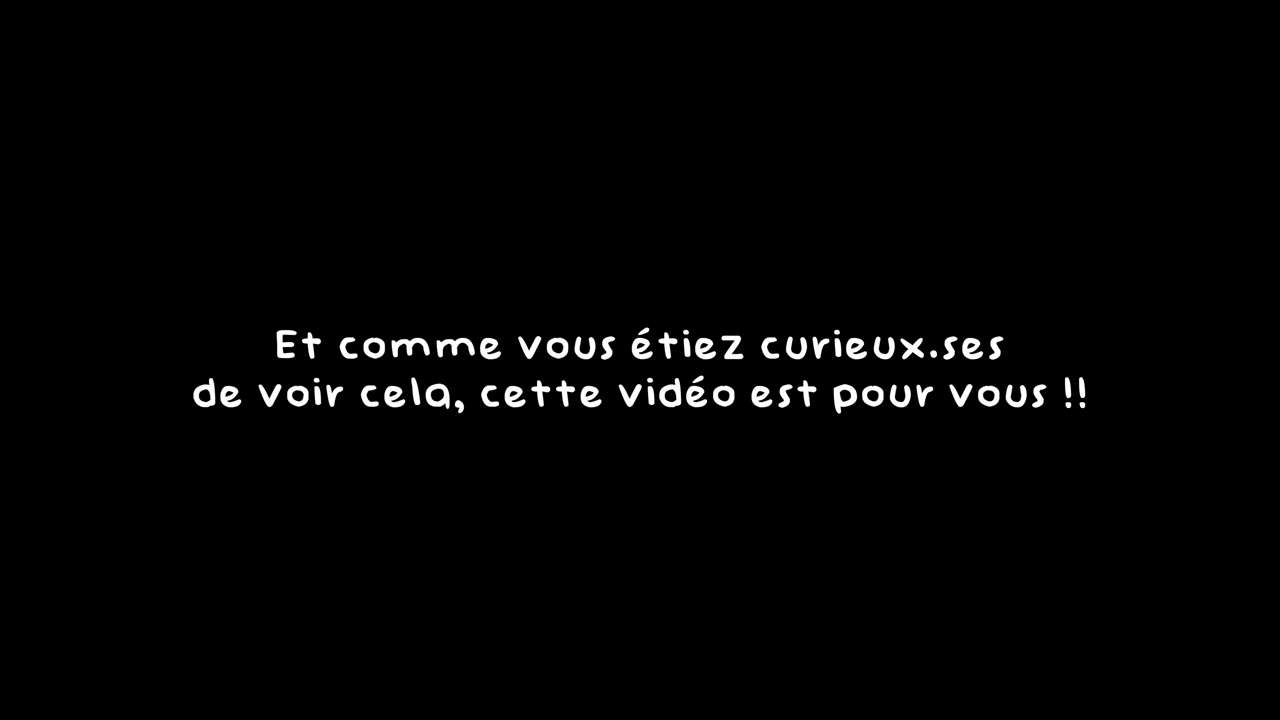 Et comme vous étiez curieux.ses
de voir cela, cette vidéo est pour vous !!